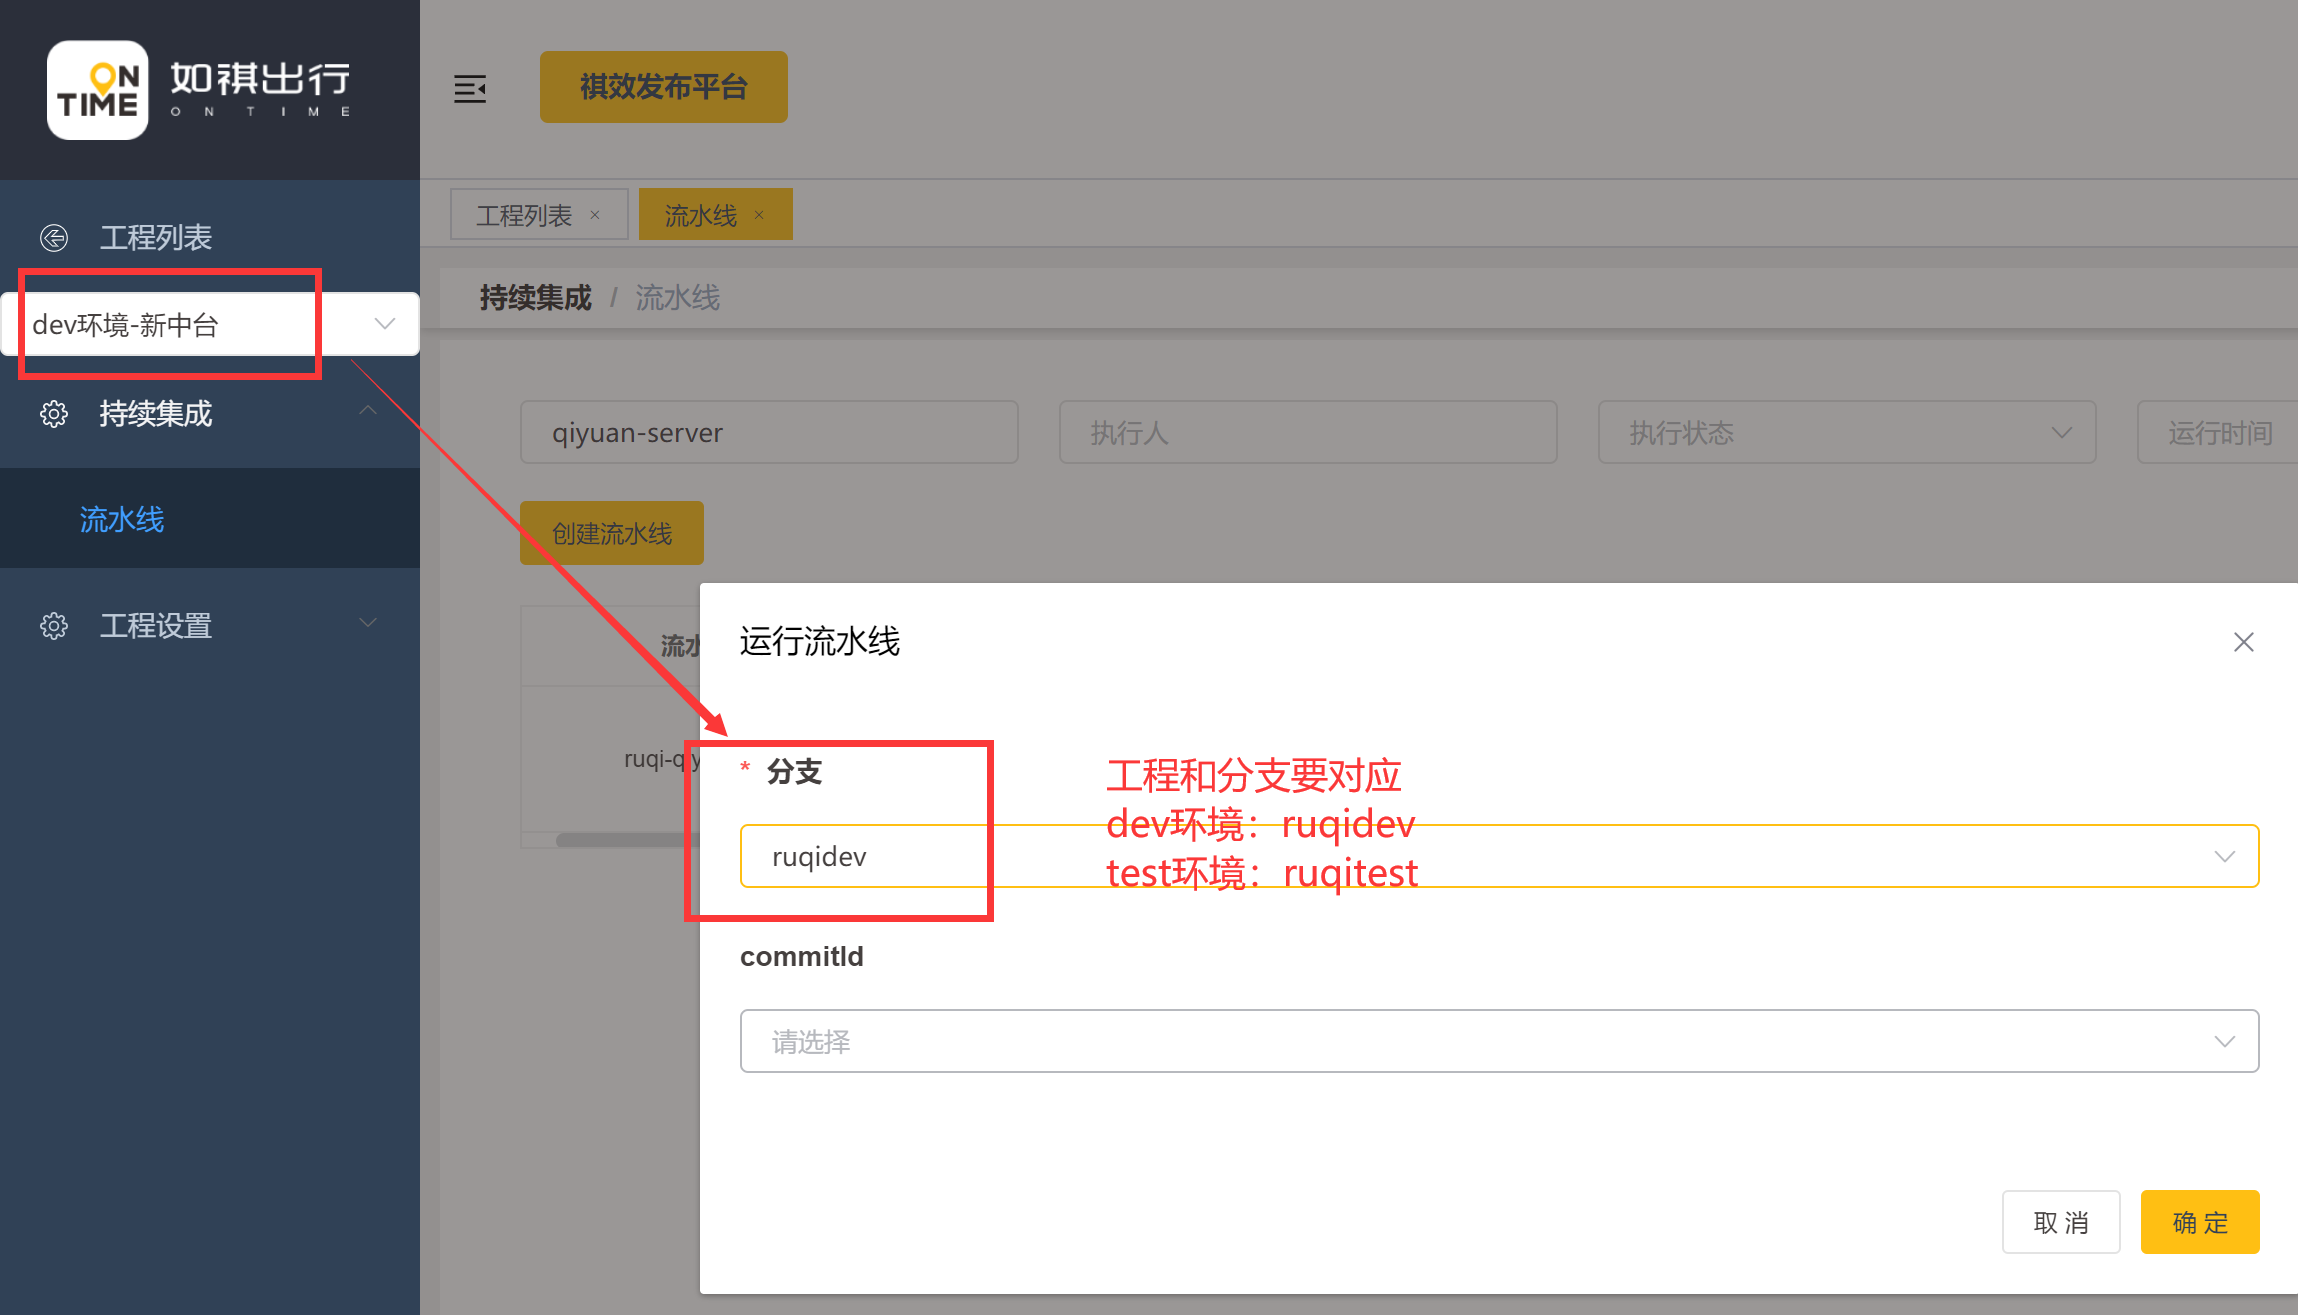 ON
TIME
如祺出行
ON TIME
祺效发布平台
工程列表
工程列表 ×
流水线 ×
dev环境-新中台
持续集成 / 流水线
持续集成
qiyuan-server
执行人
执行状态
运行时间
流水线
创建流水线
工程设置
流水
ruqi-qiy
运行流水线
* 分支
ruqidev
工程和分支要对应
dev环境：ruqidev
test环境：ruqitest
commitId
请选择
取 消
确 定